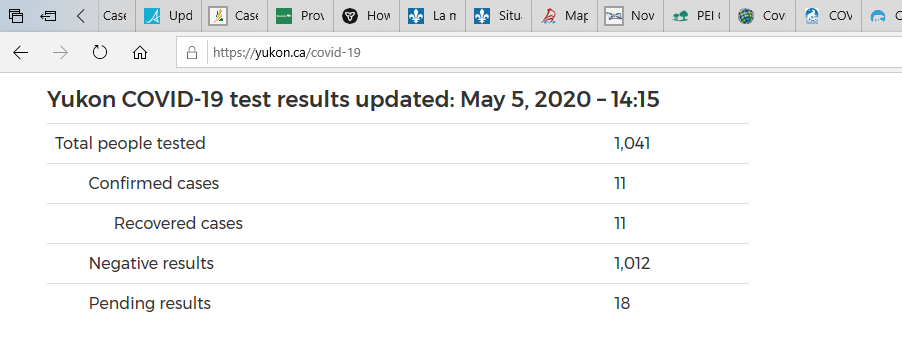 Case Upd Case Prov How La m Situ Map Nov PEI Cov COV
https://yukon.ca/covid-19
Yukon COVID-19 test results updated: May 5, 2020 – 14:15
Total people tested 1,041
Confirmed cases 11
Recovered cases 11
Negative results 1,012
Pending results 18